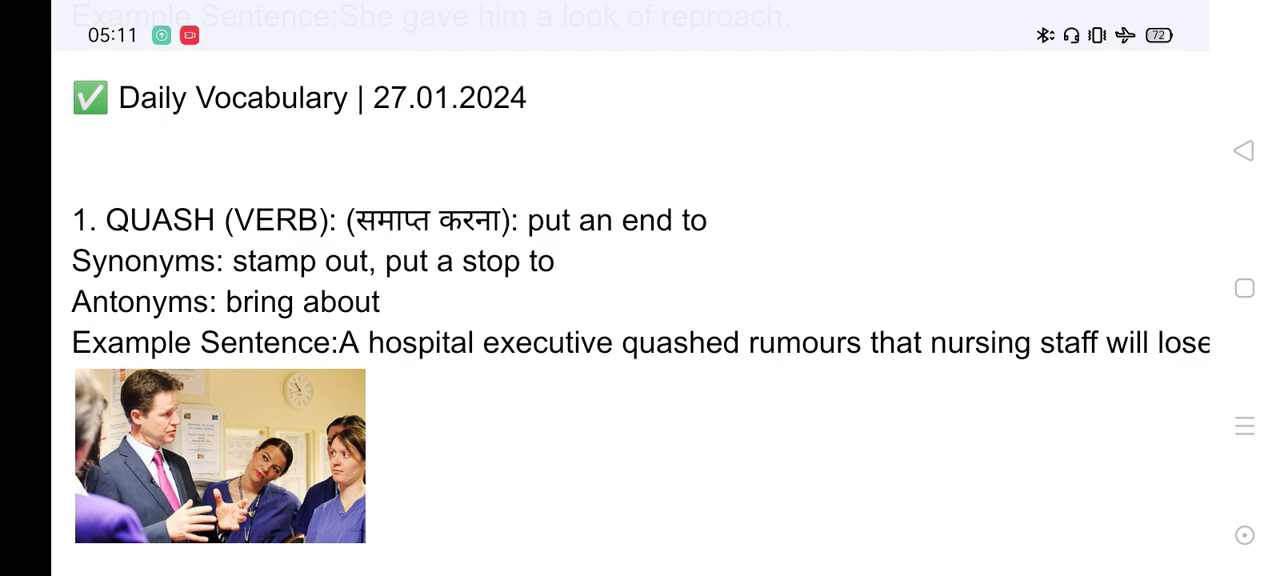 Example Sentence:She gave him a look of reproach.
05:11
72
✅ Daily Vocabulary | 27.01.2024
1. QUASH (VERB): (समाप्त करना): put an end to
Synonyms: stamp out, put a stop to
Antonyms: bring about
Example Sentence:A hospital executive quashed rumours that nursing staff will lose